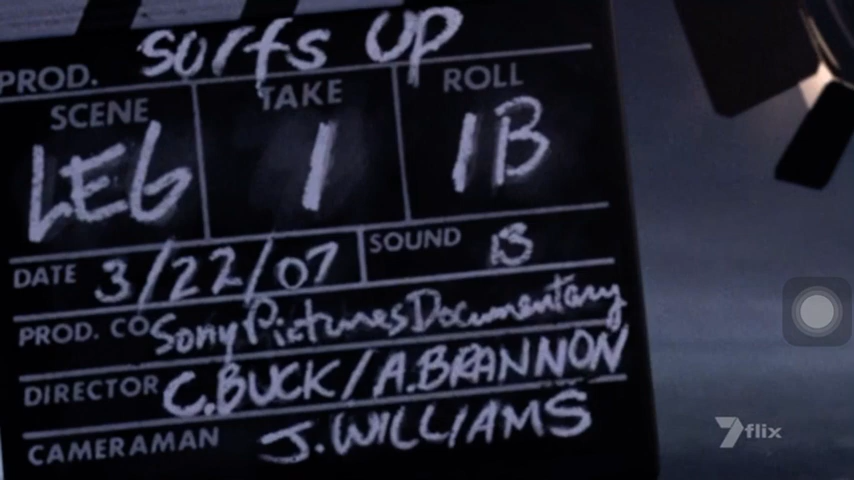 PROD. Surfs Up
SCENE TAKE ROLL
LEG 1 1B
DATE 3/22/07 SOUND B
PROD. CO Sony Pictures Documentary
DIRECTOR C.BUCK/A.BRANNON
CAMERAMAN J.WILLIAMS
7flix